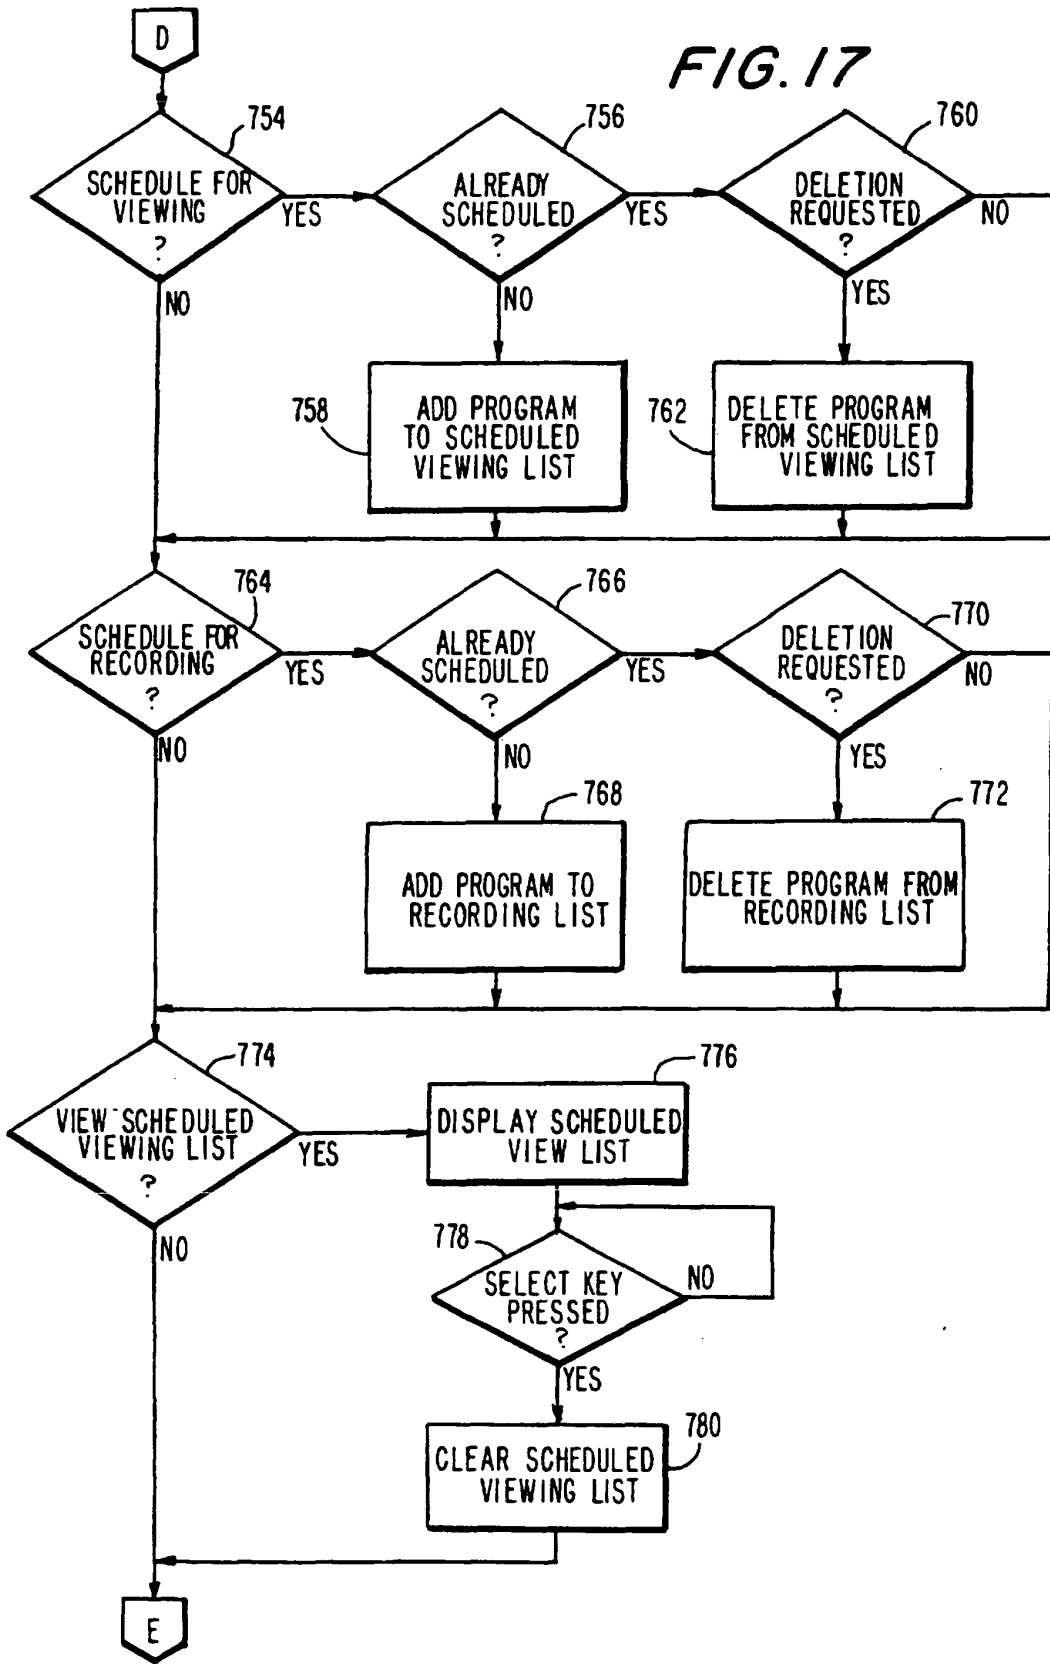 D
FIG. 17
754
SCHEDULE FOR
VIEWING
?
YES
NO
756
ALREADY
SCHEDULED
?
YES
NO
760
DELETION
REQUESTED
?
NO
YES
758
ADD PROGRAM
TO SCHEDULED
VIEWING LIST
762
DELETE PROGRAM
FROM SCHEDULED
VIEWING LIST
764
SCHEDULE FOR
RECORDING
?
YES
NO
766
ALREADY
SCHEDULED
?
YES
NO
770
DELETION
REQUESTED
?
NO
YES
768
ADD PROGRAM TO
RECORDING LIST
772
DELETE PROGRAM FROM
RECORDING LIST
774
VIEW SCHEDULED
VIEWING LIST
?
YES
NO
776
DISPLAY SCHEDULED
VIEW LIST
778
SELECT KEY
PRESSED
?
NO
YES
780
CLEAR SCHEDULED
VIEWING LIST
E